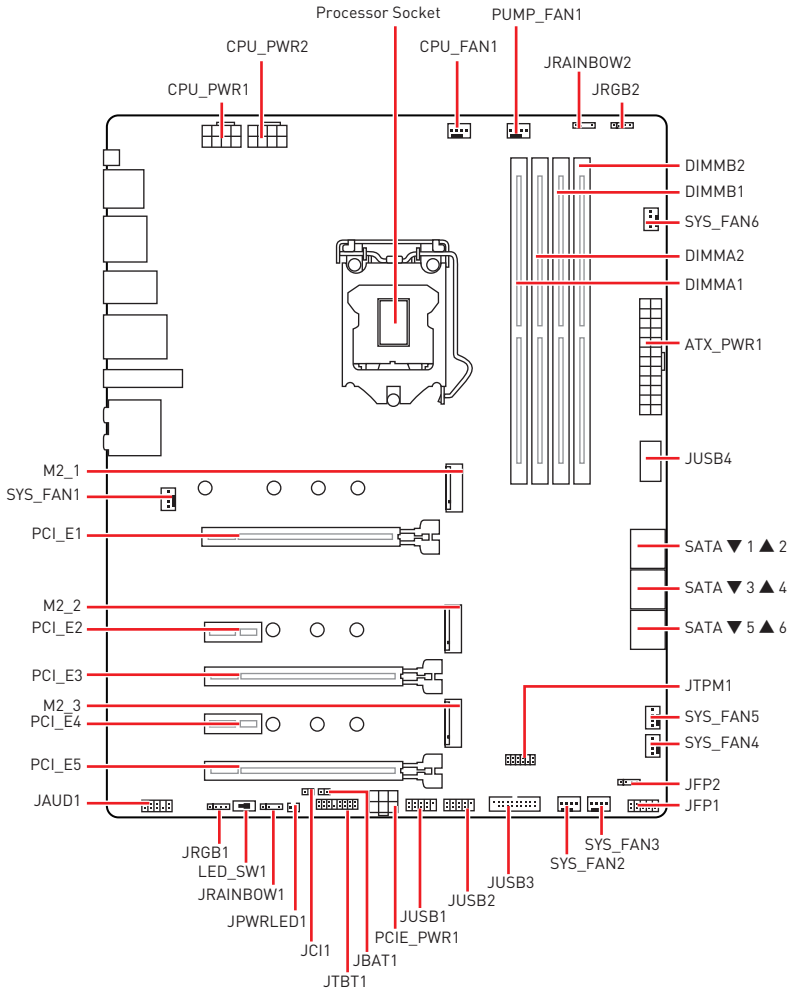 Processor Socket
PUMP_FAN1
CPU_PWR2
CPU_FAN1
JRAINBOW2
CPU_PWR1
JRGB2
DIMMB2
DIMMB1
SYS_FAN6
DIMMA2
DIMMA1
ATX_PWR1
JUSB4
M2_1
SYS_FAN1
PCI_E1
SATA ▼ 1 ▲ 2
SATA ▼ 3 ▲ 4
SATA ▼ 5 ▲ 6
M2_2
PCI_E2
PCI_E3
JTPM1
M2_3
PCI_E4
SYS_FAN5
SYS_FAN4
PCI_E5
JFP2
JAUD1
JFP1
JRGB1
LED_SW1
JRAINBOW1
JPWRLED1
JCI1
JTBT1
JBAT1
PCIE_PWR1
JUSB1
JUSB2
JUSB3
SYS_FAN2
SYS_FAN3